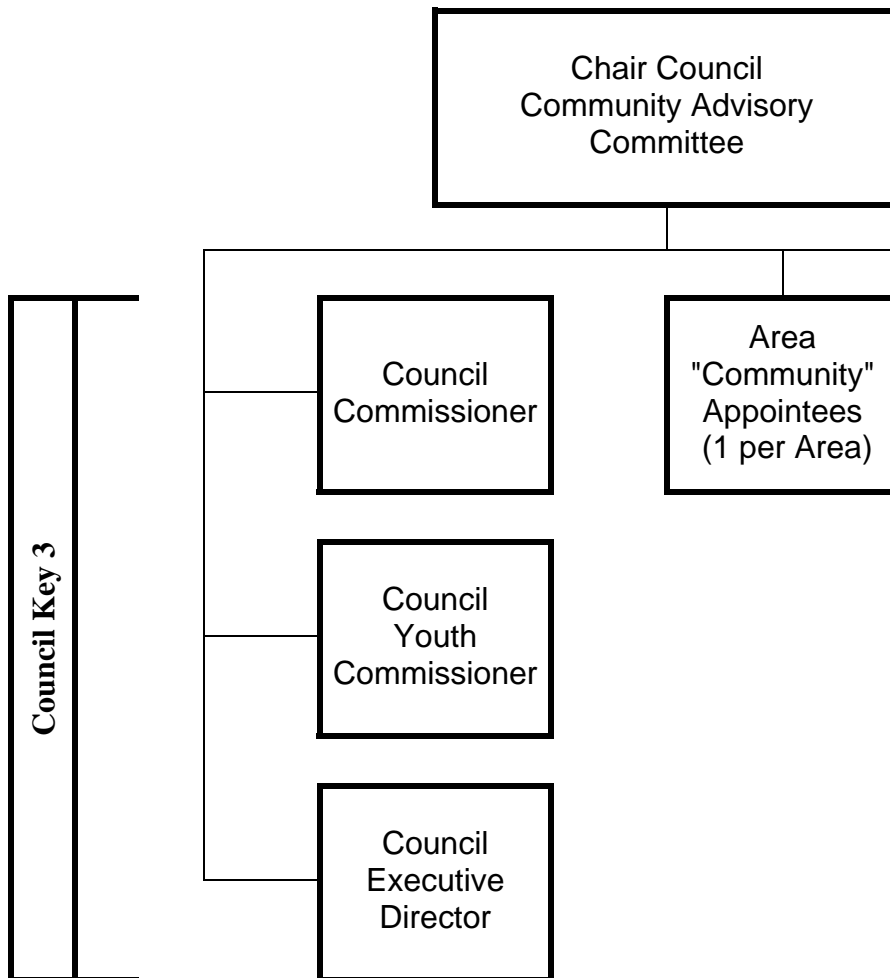 Chair Council
Community Advisory
Committee
Council
Commissioner
Area
"Community"
Appointees
(1 per Area)
Council Key 3
Council
Youth
Commissioner
Council
Executive
Director